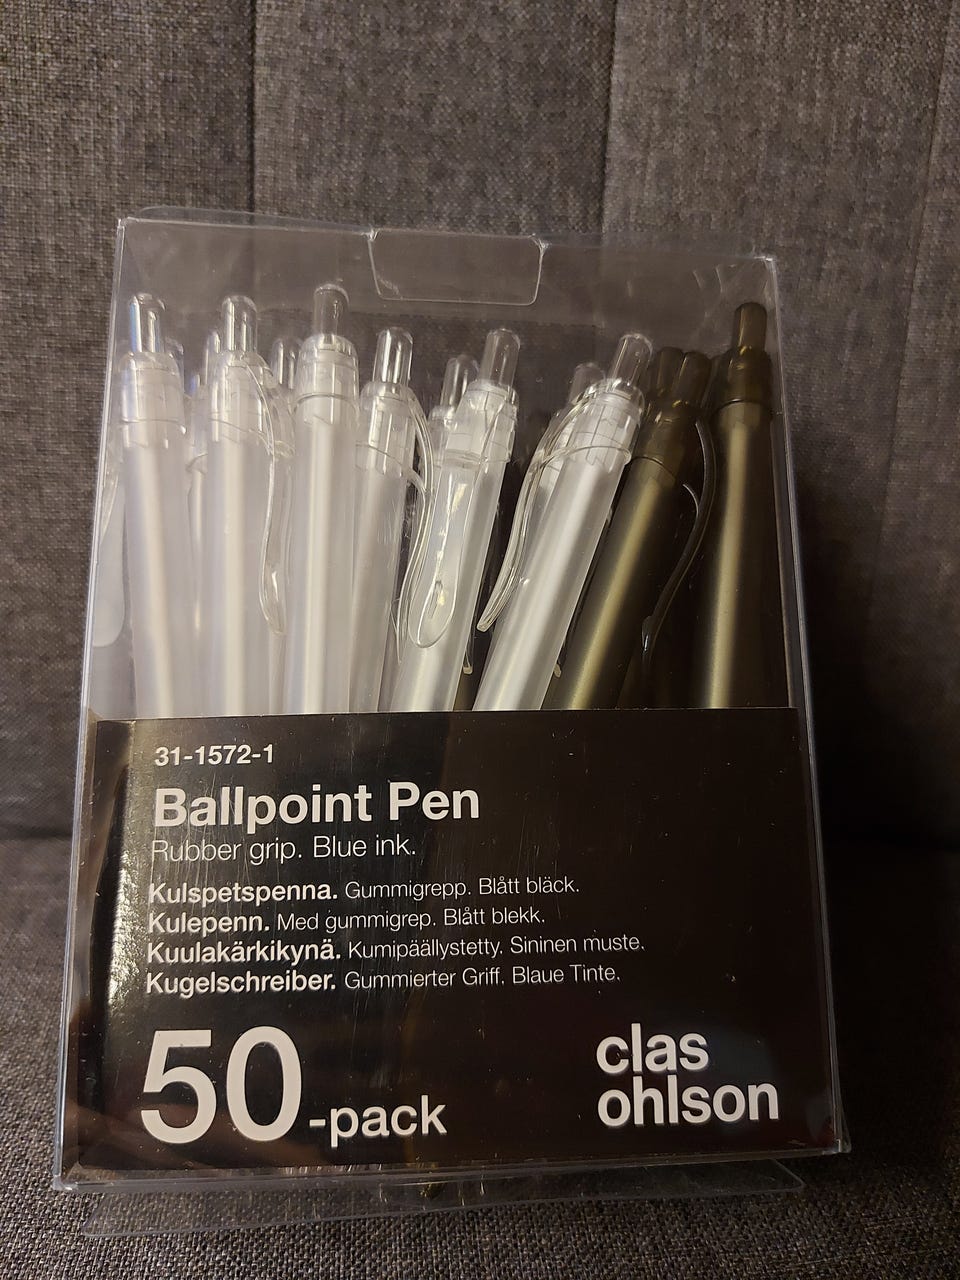 31-1572-1
Ballpoint Pen
Rubber grip. Blue ink.
Kulspetspenna. Gummigrepp. Blått bläck.
Kulepenn. Med gummigrep. Blått blekk.
Kuulakärkikynä. Kumipäällystetty. Sininen muste.
Kugelschreiber. Gummierter Griff. Blaue Tinte.
50-pack
clas
ohlson